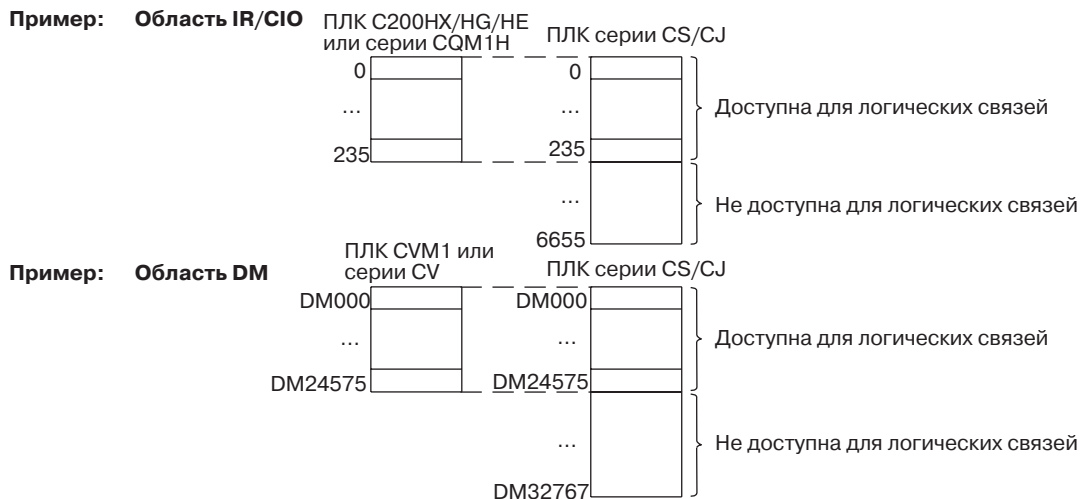 Пример: Область IR/CIO
ПЛК C200HX/HG/HE
или серии CQM1H
ПЛК серии CS/CJ
0
0
...
...
Доступна для логических связей
235
235
...
Не доступна для логических связей
6655
Пример: Область DM
ПЛК CVM1 или
серии CV
ПЛК серии CS/CJ
DM000
DM000
...
...
Доступна для логических связей
DM24575
DM24575
...
Не доступна для логических связей
DM32767